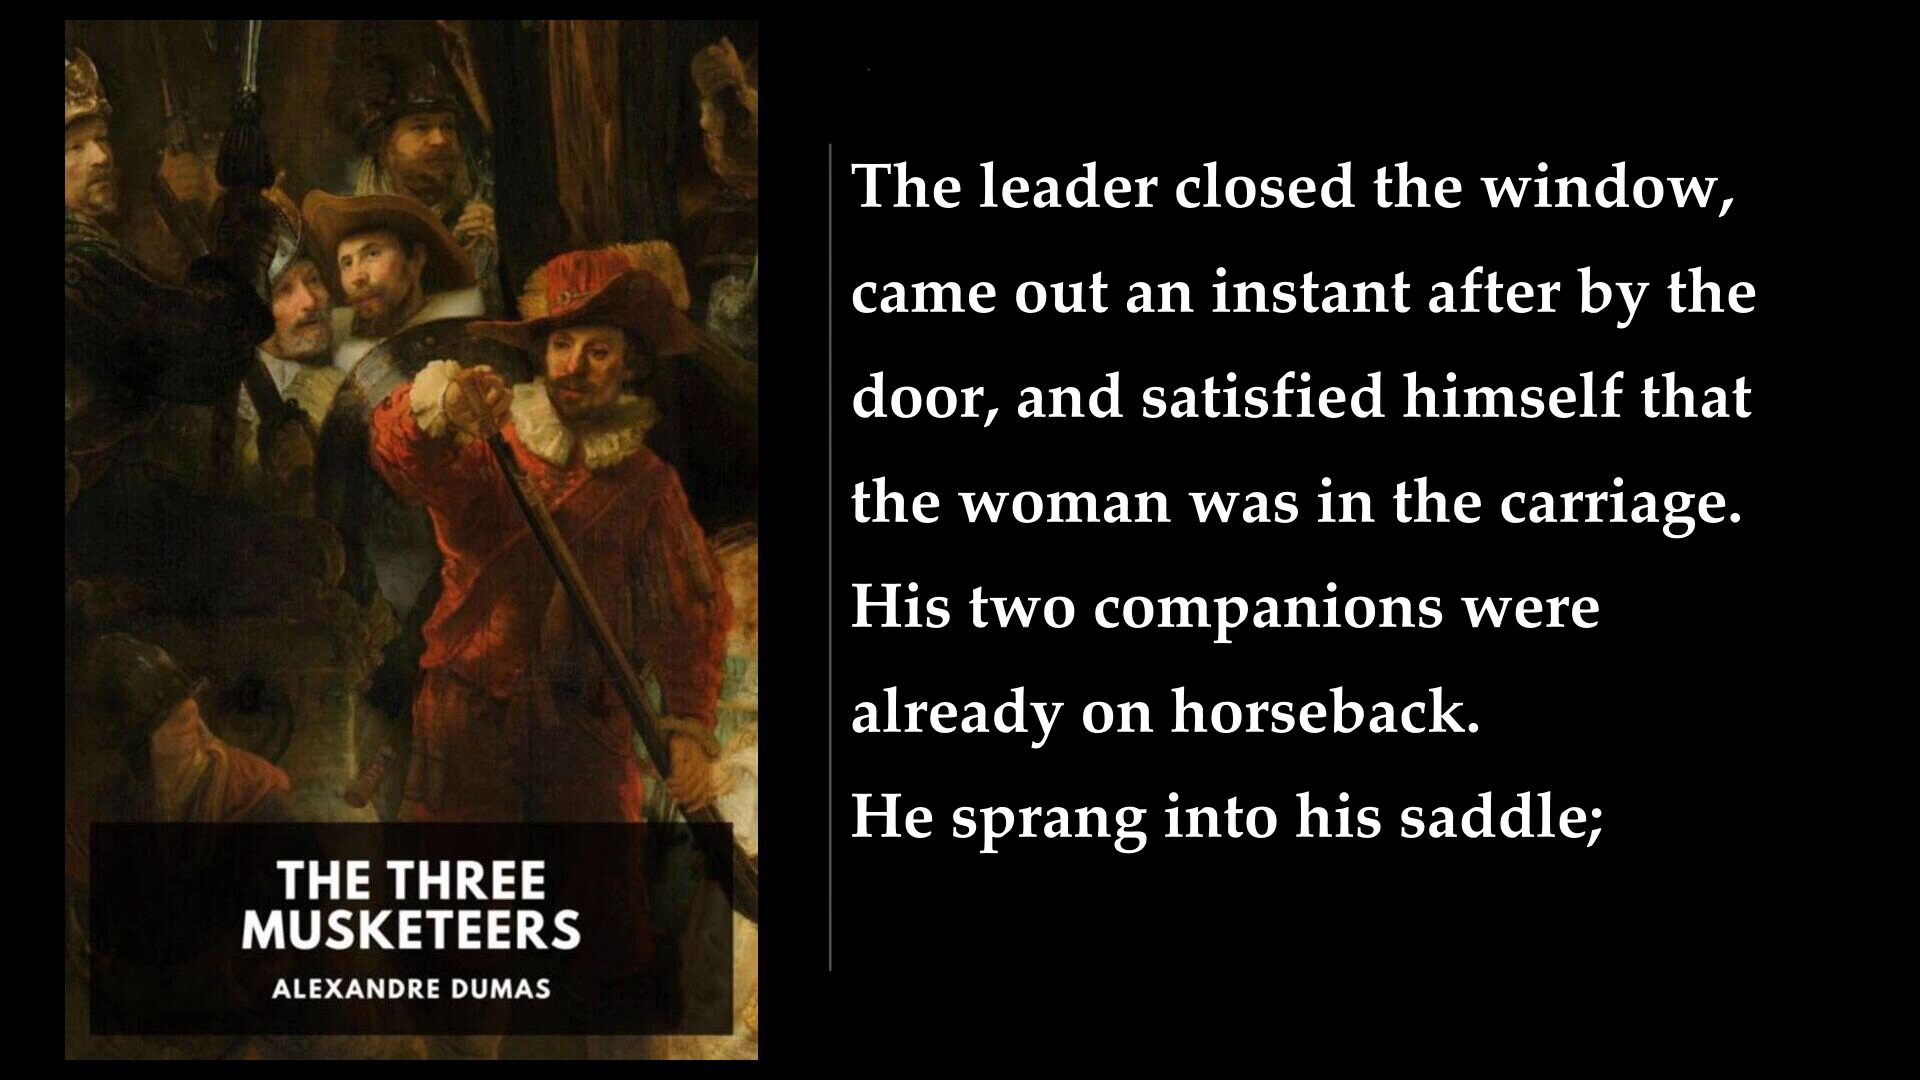 THE THREE
MUSKETEERS
ALEXANDRE DUMAS
The leader closed the window,
came out an instant after by the
door, and satisfied himself that
the woman was in the carriage.
His two companions were
already on horseback.
He sprang into his saddle;